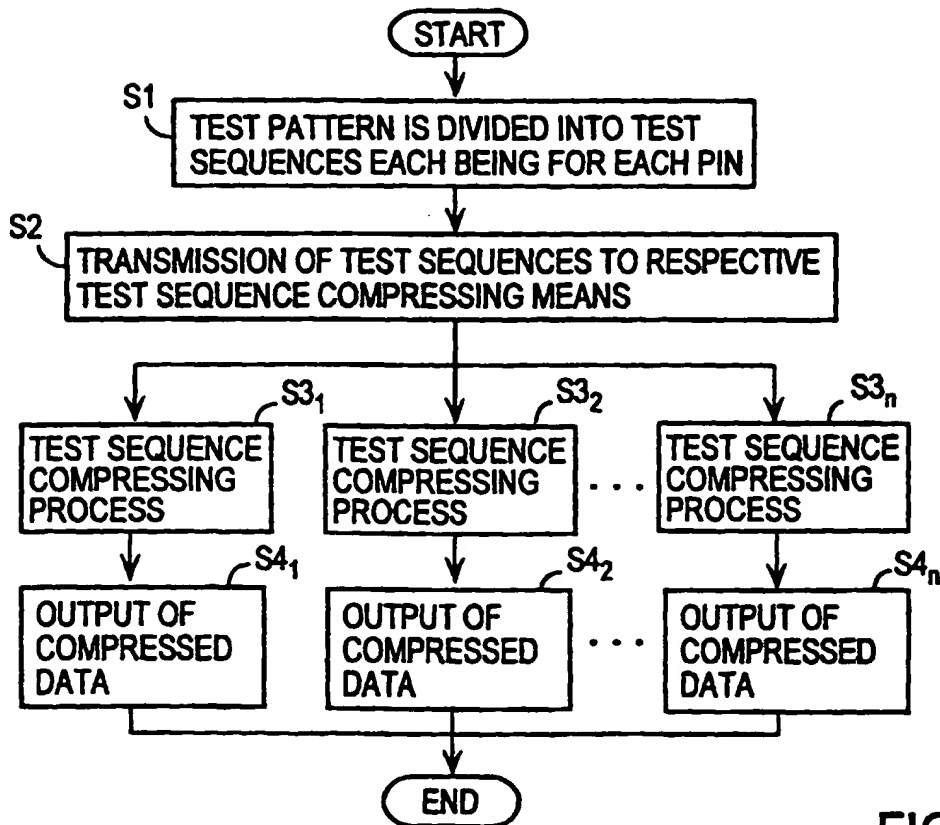 START
S1
TEST PATTERN IS DIVIDED INTO TEST
SEQUENCES EACH BEING FOR EACH PIN
S2
TRANSMISSION OF TEST SEQUENCES TO RESPECTIVE
TEST SEQUENCE COMPRESSING MEANS
S3₁
TEST SEQUENCE
COMPRESSING
PROCESS
S3₂
TEST SEQUENCE
COMPRESSING
PROCESS
. . .
S3ₙ
TEST SEQUENCE
COMPRESSING
PROCESS
S4₁
OUTPUT OF
COMPRESSED
DATA
S4₂
OUTPUT OF
COMPRESSED
DATA
. . .
S4ₙ
OUTPUT OF
COMPRESSED
DATA
END